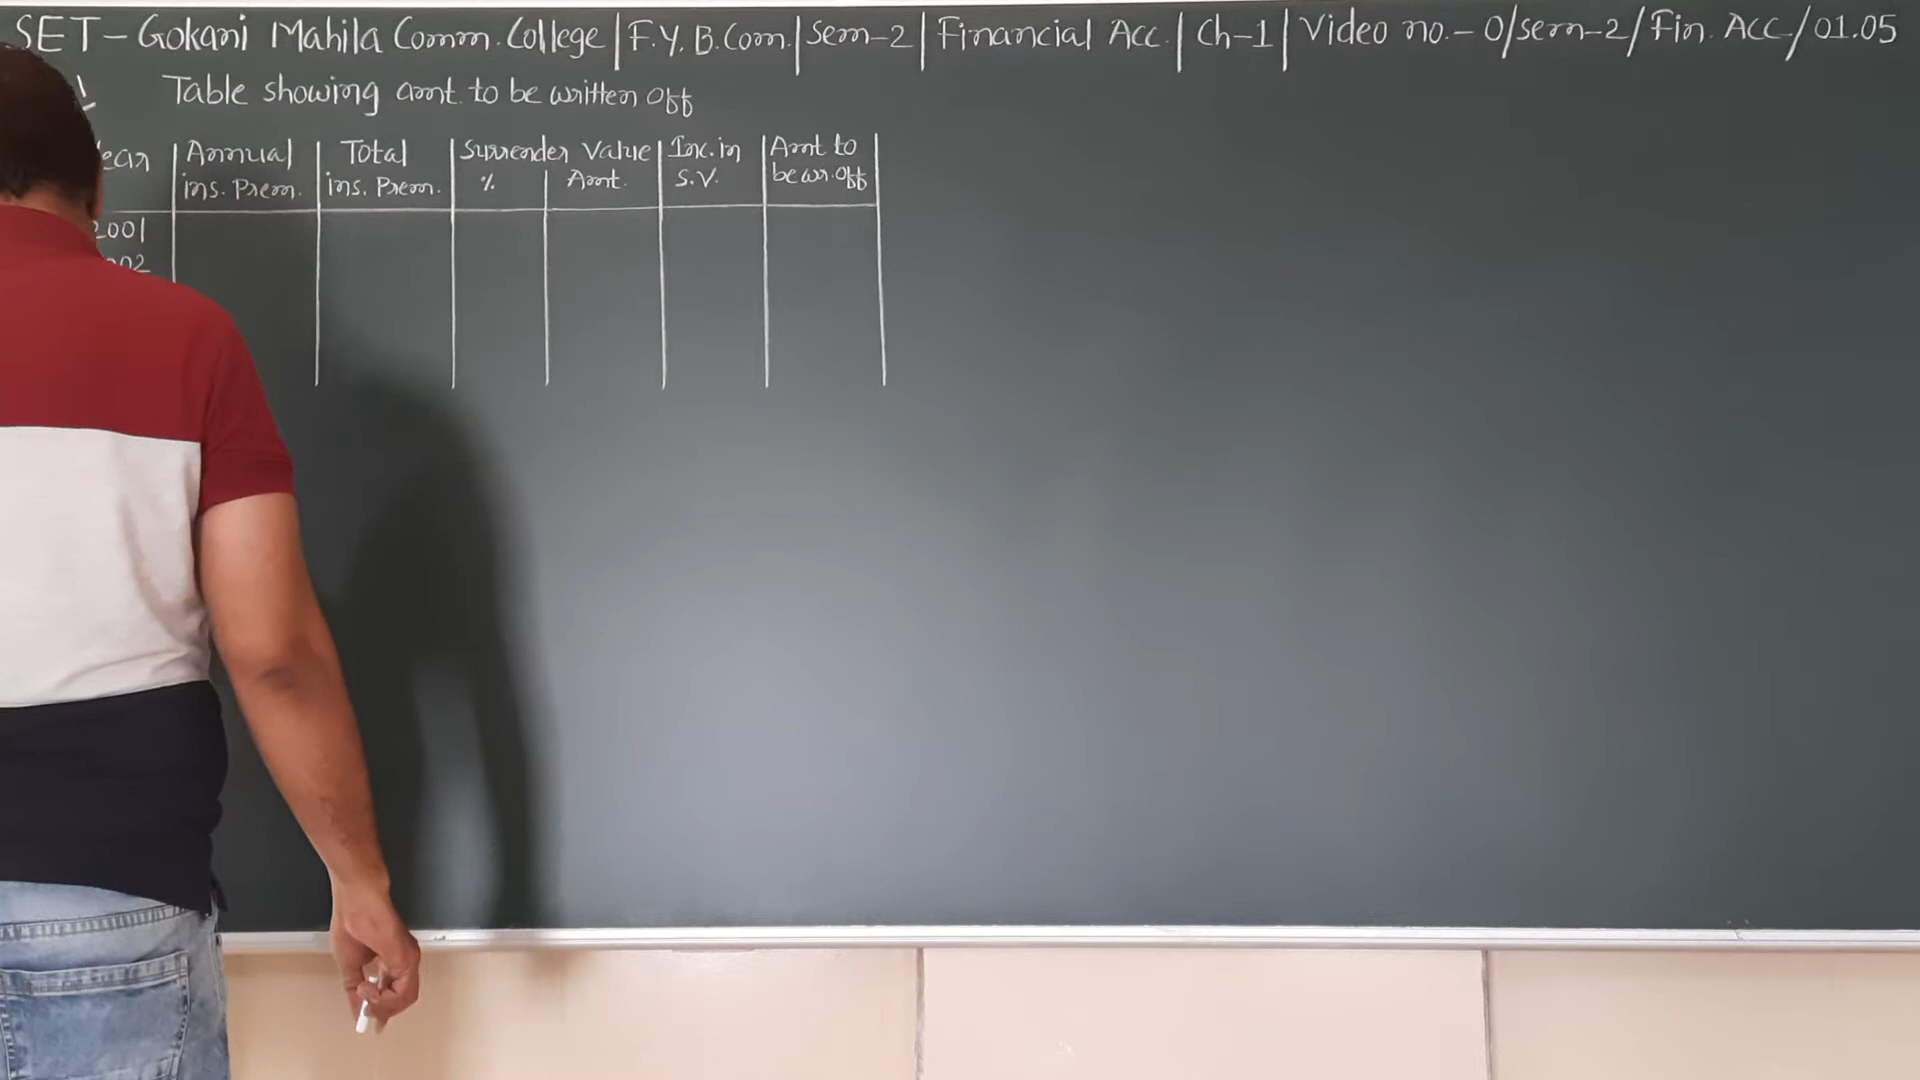 SET - Gokani Mahila Comm. College | F.Y. B.Com. | Sem-2 | Financial Acc. | Ch-1 | Video no. - 0/sem-2/Fin. Acc./01.05
Table showing amt. to be written off
Annual Total Surrender Value Inc. in Amt to
ins. Prem. ins. Prem. % Amt. S.V. be wr. off
2001